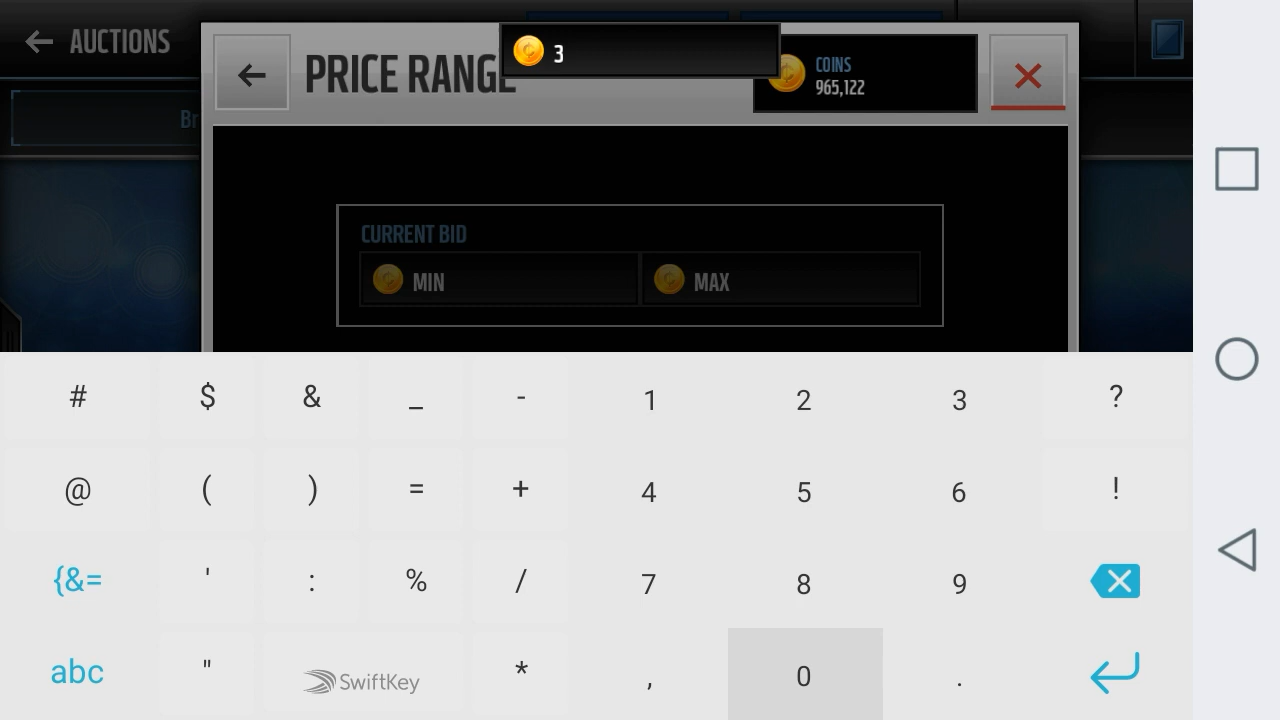 AUCTIONS
PRICE RANGE
3
COINS
965,122
Br
CURRENT BID
MIN
MAX
# $ & _ - 1 2 3 ?
@ ( ) = + 4 5 6 !
{&= ' : % / 7 8 9
abc " SwiftKey * , 0 .